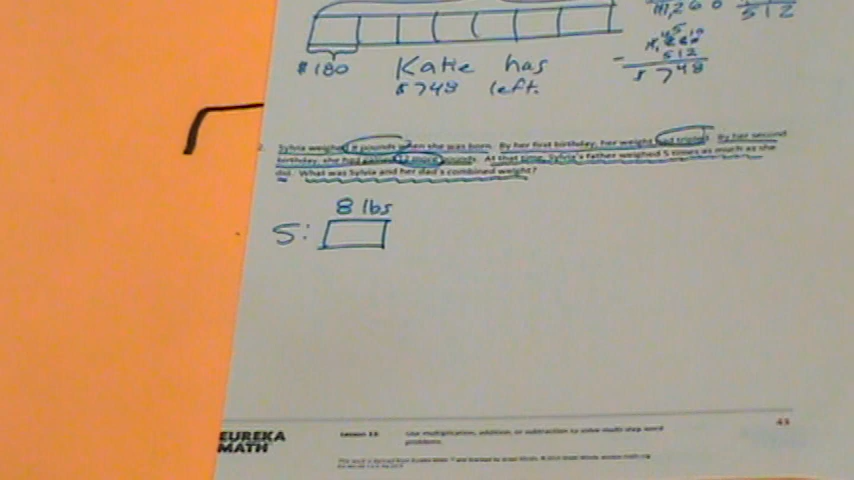 1,260
512
512
$ 748
$180
Katie has
$748 left.
2. Sylvia weighed 8 pounds when she was born. By her first birthday, her weight had tripled. By her second
birthday, she had gained 12 more pounds. At that time, Sylvia's father weighed 5 times as much as she
did. What was Sylvia and her dad's combined weight?
8 lbs
S:
EUREKA
MATH
Lesson 13
Use multiplication, addition, or subtraction to solve multi-step word
problems.
43